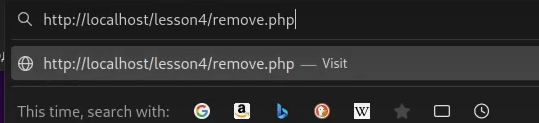 http://localhost/lesson4/remove.php
http://localhost/lesson4/remove.php — Visit
This time, search with: G a b W